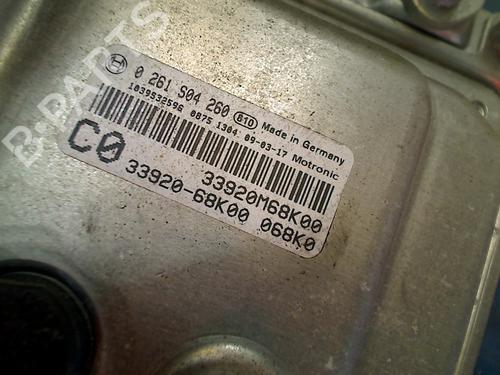 B-PARTS
0 261 S04 260 B10 Made in Germany
1039S32596 0875 1304 09-03-17 Motronic
C0 33920M68K00
33920-68K00 068K0